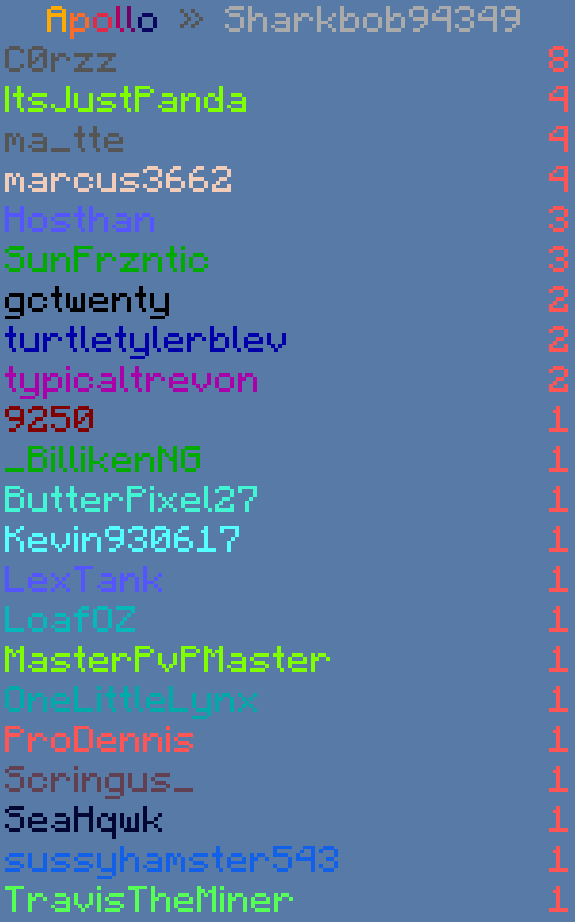 Apollo » Sharkbob94349
C0rzz 8
ItsJustPanda 4
ma_tte 4
marcus3662 4
Hosthan 3
SunFrzntic 3
gctwenty 2
turtletylerblev 2
typicaltrevon 2
9250 1
_BillikenNG 1
ButterPixel27 1
Kevin930617 1
LexTank 1
LoafOZ 1
MasterPvPMaster 1
OneLittleLynx 1
ProDennis 1
Scringus_ 1
SeaHqwk 1
sussyhamster543 1
TravisTheMiner 1